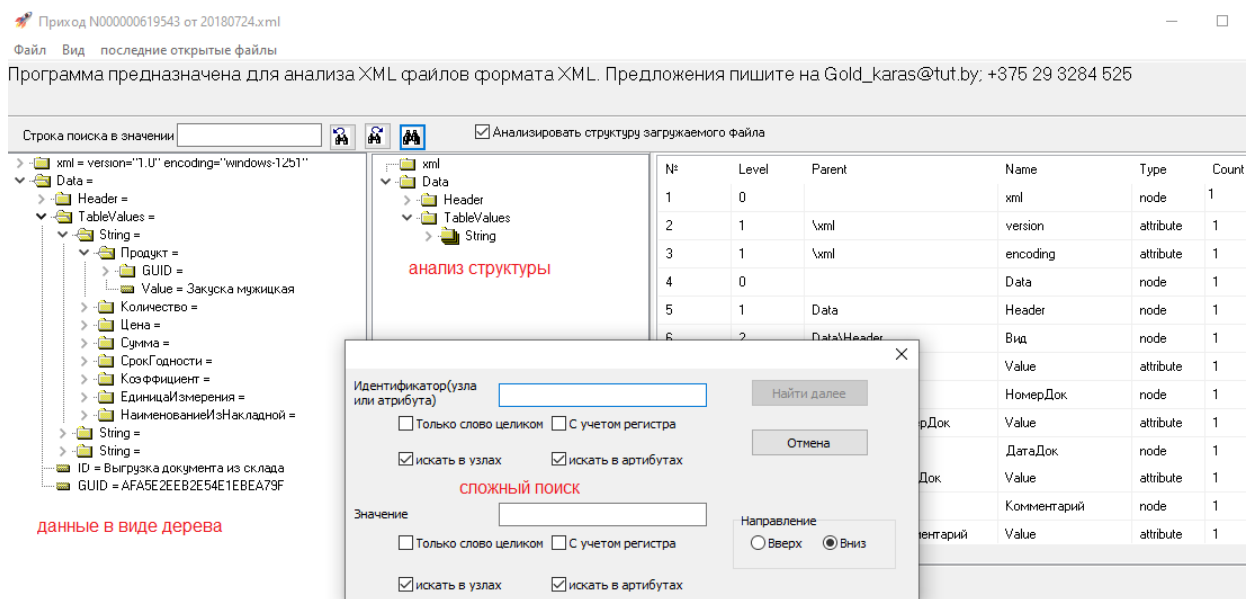 Приход N000000619543 от 20180724.xml
Файл Вид последние открытые файлы
Программа предназначена для анализа XML файлов формата XML. Предложения пишите на Gold_karas@tut.by; +375 29 3284 525
Строка поиска в значении
Анализировать структуру загружаемого файла
xml = version="1.0" encoding="windows-1251"
Data =
Header =
TableValues =
String =
Продукт =
GUID =
Value = Закуска мужицкая
Количество =
Цена =
Сумма =
СрокГодности =
Коэффициент =
ЕдиницаИзмерения =
НаименованиеИзНакладной =
String =
String =
ID = Выгрузка документа из склада
GUID = AFA5E2EEB2E54E1EBEA79F
данные в виде дерева
xml
Data
Header
TableValues
String
анализ структуры
№ Level Parent Name Type Count
1 0 xml node 1
2 1 \xml version attribute 1
3 1 \xml encoding attribute 1
4 0 Data node 1
5 1 Data Header node 1
6 2 Data\Header Вид node 1
Value attribute 1
НомерДок node 1
рДок Value attribute 1
ДатаДок node 1
Док Value attribute 1
Комментарий node 1
ентарий Value attribute 1
Идентификатор(узла
или атрибута)
Найти далее
Только слово целиком С учетом регистра
Отмена
искать в узлах искать в артибутах
сложный поиск
Значение
Направление
Только слово целиком С учетом регистра
Вверх Вниз
искать в узлах искать в артибутах